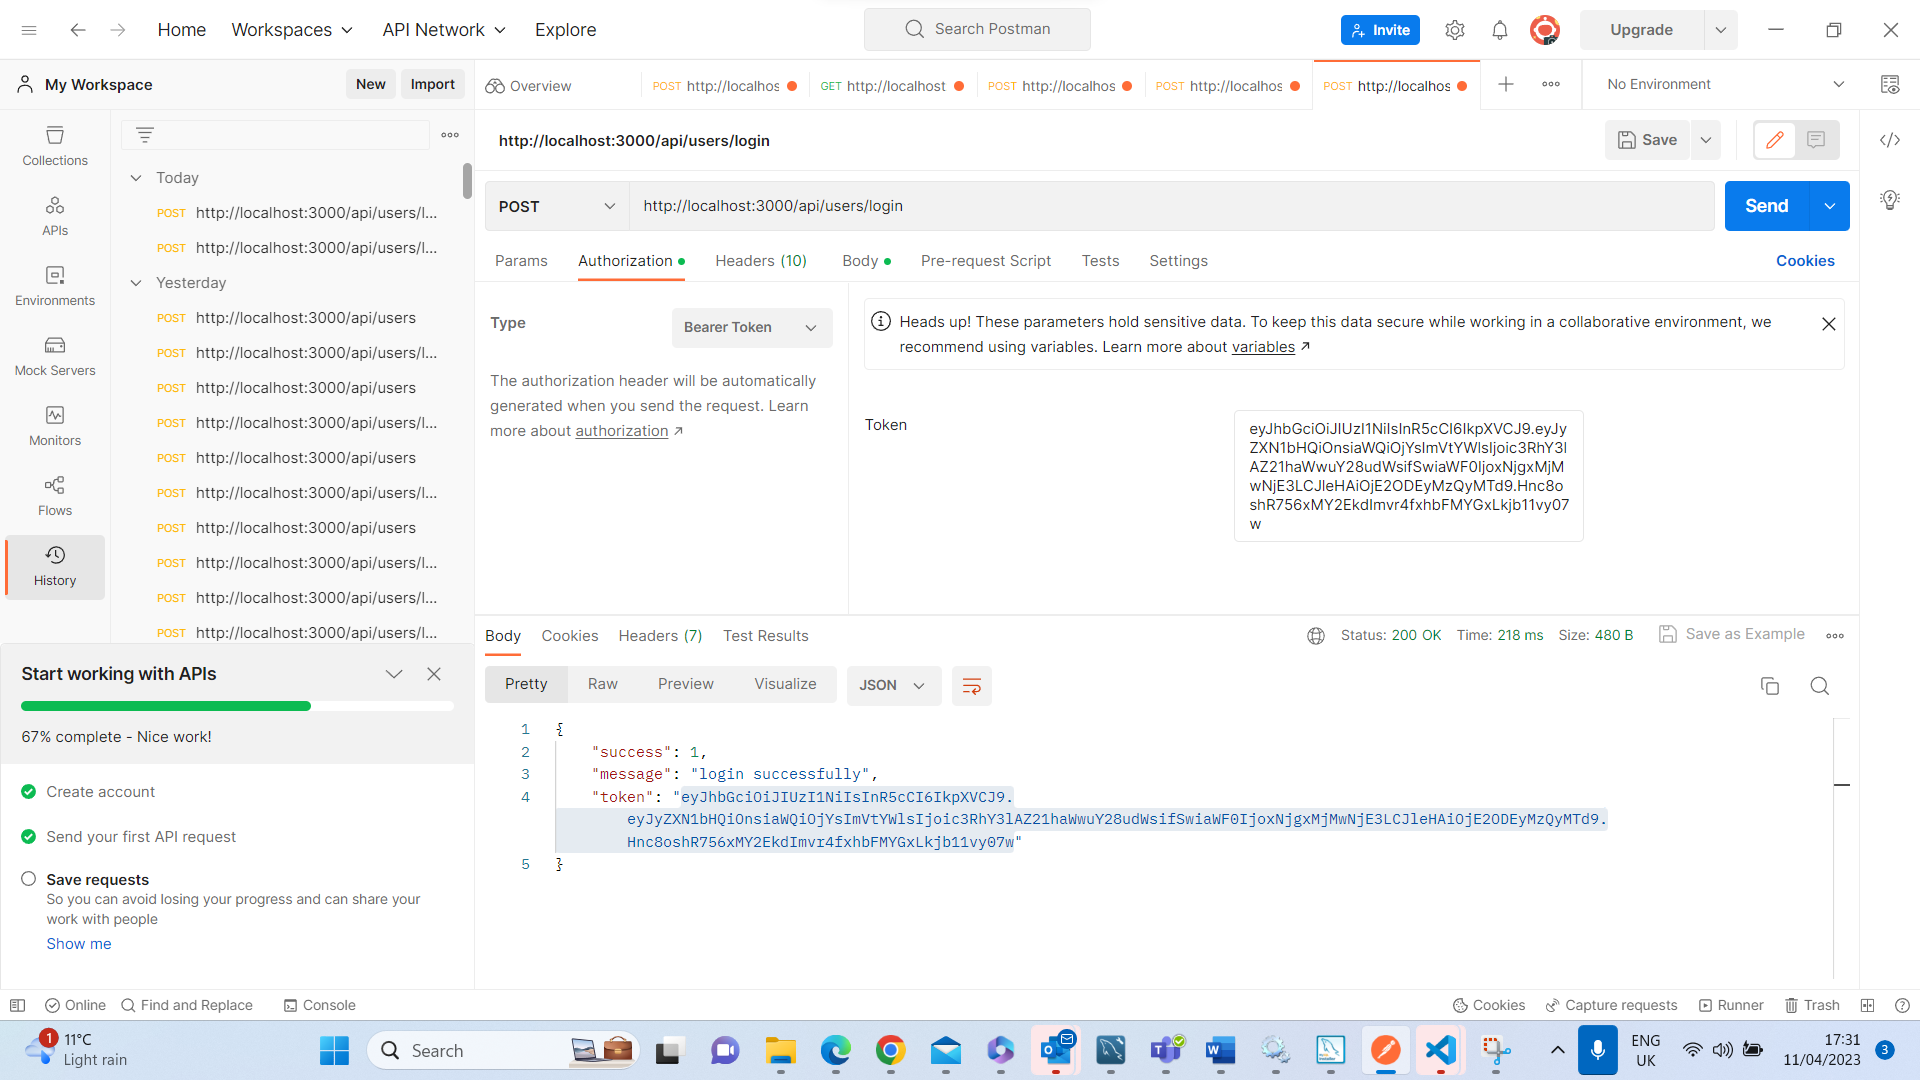 Home
Workspaces
API Network
Explore
Search Postman
Invite
Upgrade
My Workspace
New
Import
Overview
POST http://localhos
GET http://localhost
POST http://localhos
POST http://localhos
POST http://localhos
No Environment
Collections
APIs
Environments
Mock Servers
Monitors
Flows
History
Today
POST http://localhost:3000/api/users/l...
POST http://localhost:3000/api/users/l...
Yesterday
POST http://localhost:3000/api/users
POST http://localhost:3000/api/users/l...
POST http://localhost:3000/api/users
POST http://localhost:3000/api/users/l...
POST http://localhost:3000/api/users
POST http://localhost:3000/api/users/l...
POST http://localhost:3000/api/users
POST http://localhost:3000/api/users/l...
POST http://localhost:3000/api/users/l...
POST http://localhost:3000/api/users/l...
Start working with APIs
67% complete - Nice work!
Create account
Send your first API request
Save requests
So you can avoid losing your progress and can share your
work with people
Show me
http://localhost:3000/api/users/login
Save
POST
http://localhost:3000/api/users/login
Send
Params
Authorization
Headers (10)
Body
Pre-request Script
Tests
Settings
Cookies
Type
Bearer Token
The authorization header will be automatically
generated when you send the request. Learn
more about authorization ↗
Heads up! These parameters hold sensitive data. To keep this data secure while working in a collaborative environment, we
recommend using variables. Learn more about variables ↗
Token
eyJhbGciOiJIUzI1NiIsInR5cCI6IkpXVCJ9.eyJy
ZXN1bHQiOnsiaWQiOjYsImVtYWlsIjoic3RhY3l
AZ21haWwuY28udWsifSwiaWF0IjoxNjgxMjM
wNjE3LCJleHAiOjE2ODEyMzQyMTd9.Hnc8o
shR756xMY2EkdImvr4fxhbFMYGxLkjb11vy07
w
Body
Cookies
Headers (7)
Test Results
Status: 200 OK
Time: 218 ms
Size: 480 B
Save as Example
Pretty
Raw
Preview
Visualize
JSON
1 {
2 "success": 1,
3 "message": "login successfully",
4 "token": "eyJhbGciOiJIUzI1NiIsInR5cCI6IkpXVCJ9.
eyJyZXN1bHQiOnsiaWQiOjYsImVtYWlsIjoic3RhY3lAZ21haWwuY28udWsifSwiaWF0IjoxNjgxMjMwNjE3LCJleHAiOjE2ODEyMzQyMTd9.
Hnc8oshR756xMY2EkdImvr4fxhbFMYGxLkjb11vy07w"
5 }
Online
Find and Replace
Console
Cookies
Capture requests
Runner
Trash
1
11°C
Light rain
Search
ENG
UK
17:31
11/04/2023
3